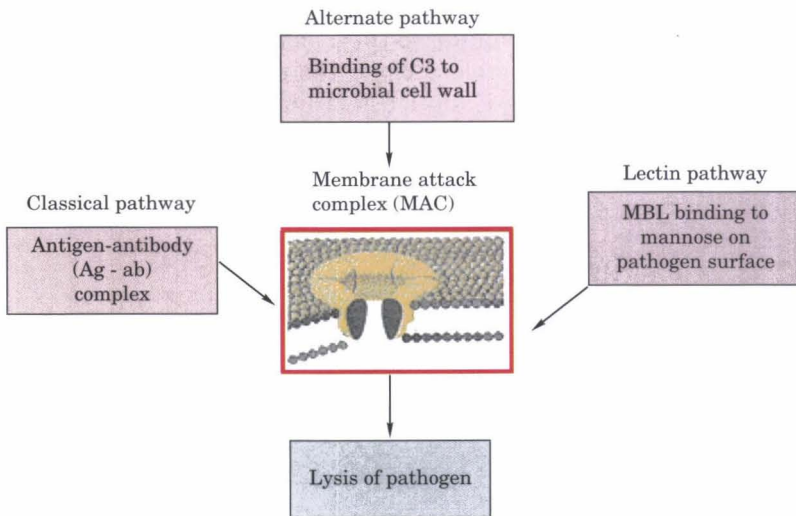 Alternate pathway
Binding of C3 to
microbial cell wall
Membrane attack
complex (MAC)
Lectin pathway
MBL binding to
mannose on
pathogen surface
Classical pathway
Antigen-antibody
(Ag - ab)
complex
Lysis of pathogen